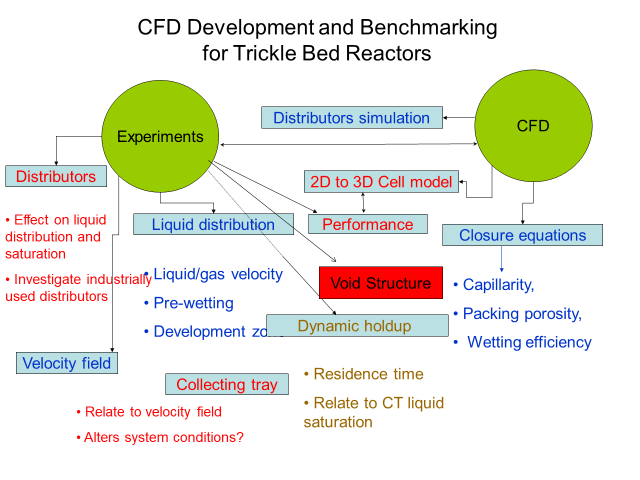 CFD Development and Benchmarking
for Trickle Bed Reactors
Experiments
Distributors simulation
CFD
Distributors
2D to 3D Cell model
• Effect on liquid
distribution and
saturation
• Investigate industrially
used distributors
Liquid distribution
Performance
Closure equations
• Liquid/gas velocity
• Pre-wetting
• Development zone
Void Structure
• Capillarity,
• Packing porosity,
• Wetting efficiency
Dynamic holdup
Velocity field
Collecting tray
• Residence time
• Relate to CT liquid
saturation
• Relate to velocity field
• Alters system conditions?